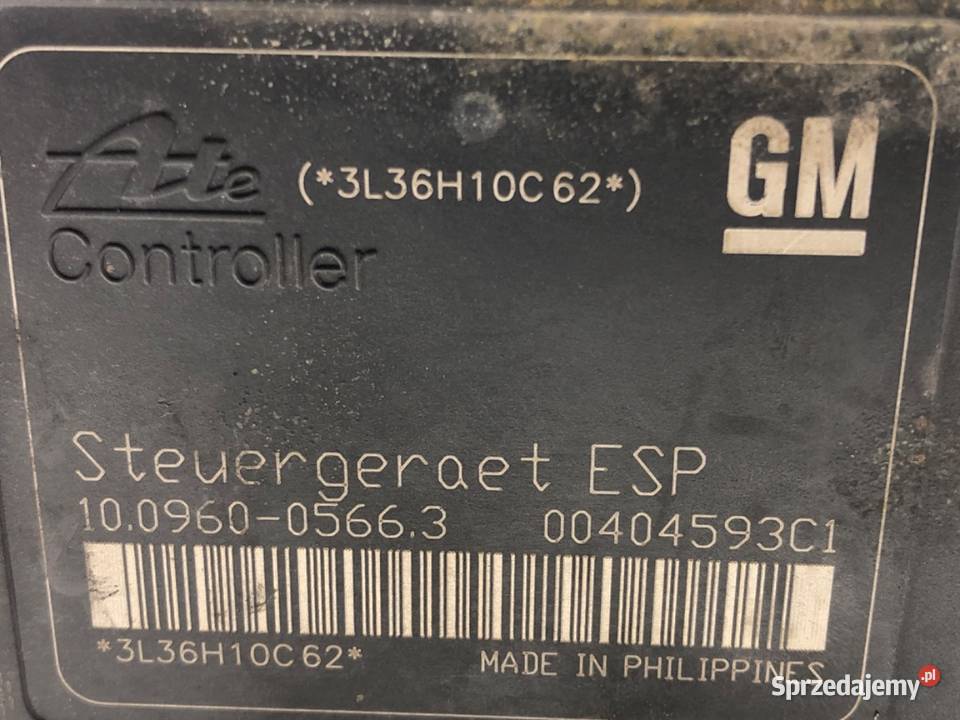 Ate (*3L36H10C62*) GM
Controller
Steuergeraet ESP
10.0960-0566.3 00404593C1
*3L36H10C62* MADE IN PHILIPPINES
Sprzedajemy.pl